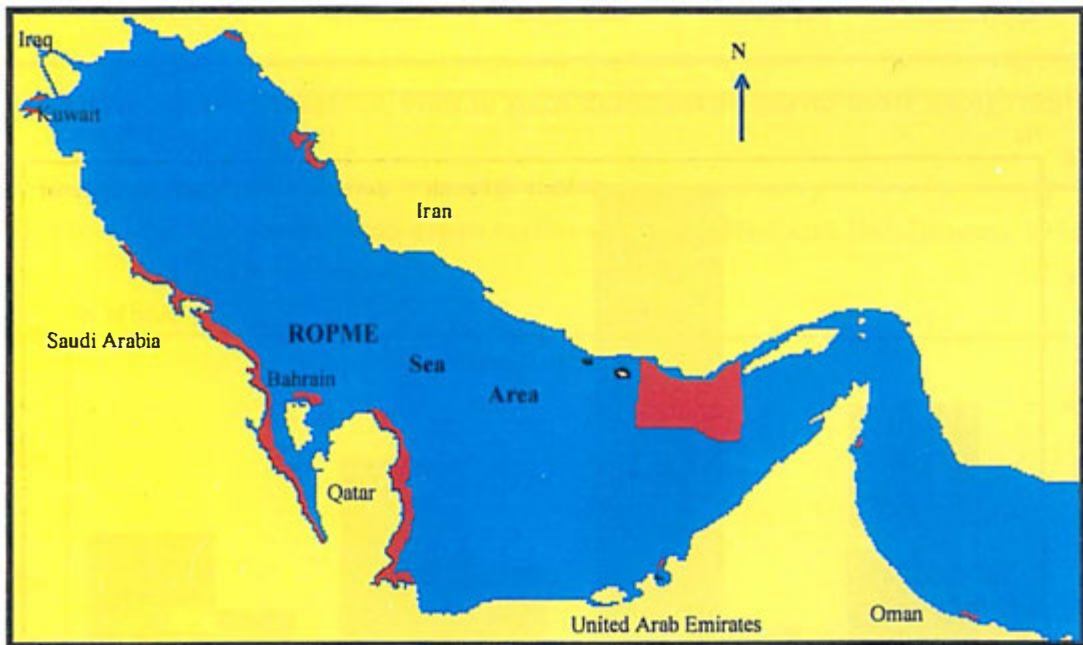 Iraq
N
Kuwait
Iran
Saudi Arabia
ROPME
Sea
Bahrain
Area
Qatar
United Arab Emirates
Oman